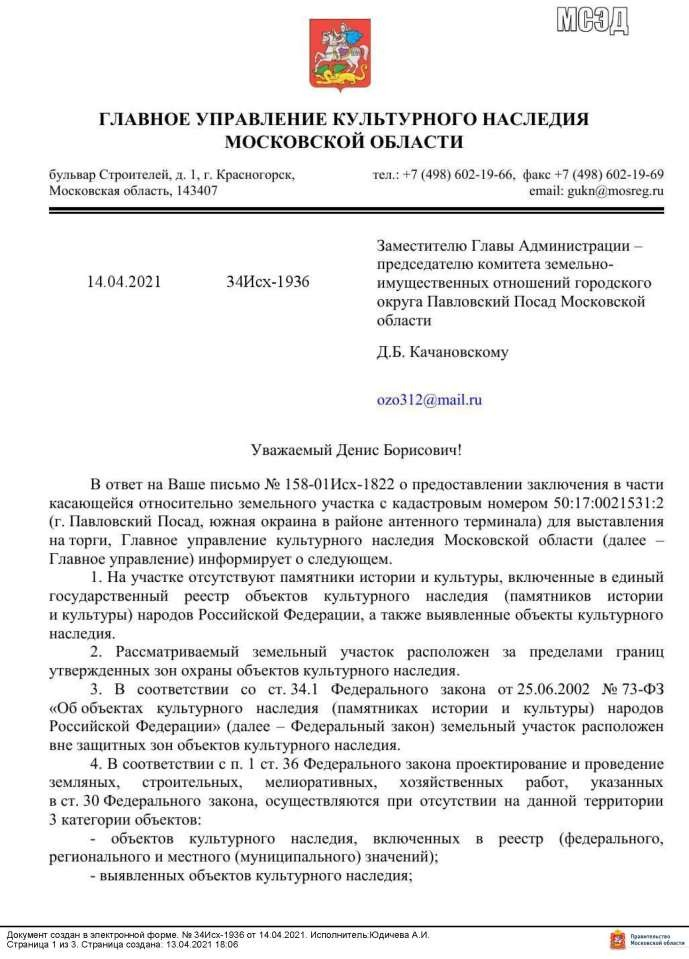 МСЭД
ГЛАВНОЕ УПРАВЛЕНИЕ КУЛЬТУРНОГО НАСЛЕДИЯ
МОСКОВСКОЙ ОБЛАСТИ
бульвар Строителей, д. 1, г. Красногорск,
Московская область, 143407
тел.: +7 (498) 602-19-66, факс +7 (498) 602-19-69
email: gukn@mosreg.ru
14.04.2021 34Исх-1936
Заместителю Главы Администрации –
председателю комитета земельно-
имущественных отношений городского
округа Павловский Посад Московской
области
Д.Б. Качановскому
ozo312@mail.ru
Уважаемый Денис Борисович!
В ответ на Ваше письмо № 158-01Исх-1822 о предоставлении заключения в части
касающейся относительно земельного участка с кадастровым номером 50:17:0021531:2
(г. Павловский Посад, южная окраина в районе антенного терминала) для выставления
на торги, Главное управление культурного наследия Московской области (далее –
Главное управление) информирует о следующем.
1. На участке отсутствуют памятники истории и культуры, включенные в единый
государственный реестр объектов культурного наследия (памятников истории
и культуры) народов Российской Федерации, а также выявленные объекты культурного
наследия.
2. Рассматриваемый земельный участок расположен за пределами границ
утвержденных зон охраны объектов культурного наследия.
3. В соответствии со ст. 34.1 Федерального закона от 25.06.2002 № 73-ФЗ
«Об объектах культурного наследия (памятниках истории и культуры) народов
Российской Федерации» (далее – Федеральный закон) земельный участок расположен
вне защитных зон объектов культурного наследия.
4. В соответствии с п. 1 ст. 36 Федерального закона проектирование и проведение
земляных, строительных, мелиоративных, хозяйственных работ, указанных
в ст. 30 Федерального закона, осуществляются при отсутствии на данной территории
3 категории объектов:
- объектов культурного наследия, включенных в реестр (федерального,
регионального и местного (муниципального) значений);
- выявленных объектов культурного наследия;
Документ создан в электронной форме. № 34Исх-1936 от 14.04.2021. Исполнитель:Юдичева А.И.
Страница 1 из 3. Страница создана: 13.04.2021 18:06
Правительство
Московской области